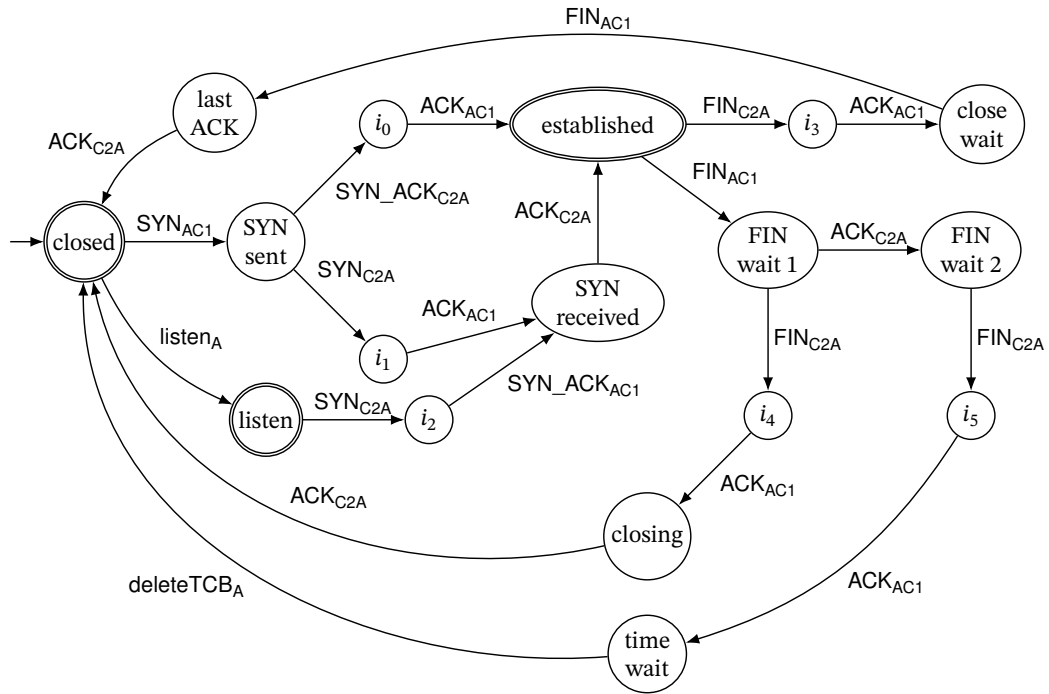 FIN_AC1
last
ACK
i_0
ACK_AC1
established
FIN_C2A
i_3
ACK_AC1
close
wait
ACK_C2A
SYN_ACK_C2A
FIN_AC1
closed
SYN_AC1
SYN
sent
ACK_C2A
FIN
wait 1
ACK_C2A
FIN
wait 2
SYN_C2A
SYN
received
ACK_AC1
listen_A
i_1
FIN_C2A
FIN_C2A
SYN_ACK_AC1
listen
SYN_C2A
i_2
i_4
i_5
ACK_C2A
ACK_AC1
closing
deleteTCB_A
ACK_AC1
time
wait